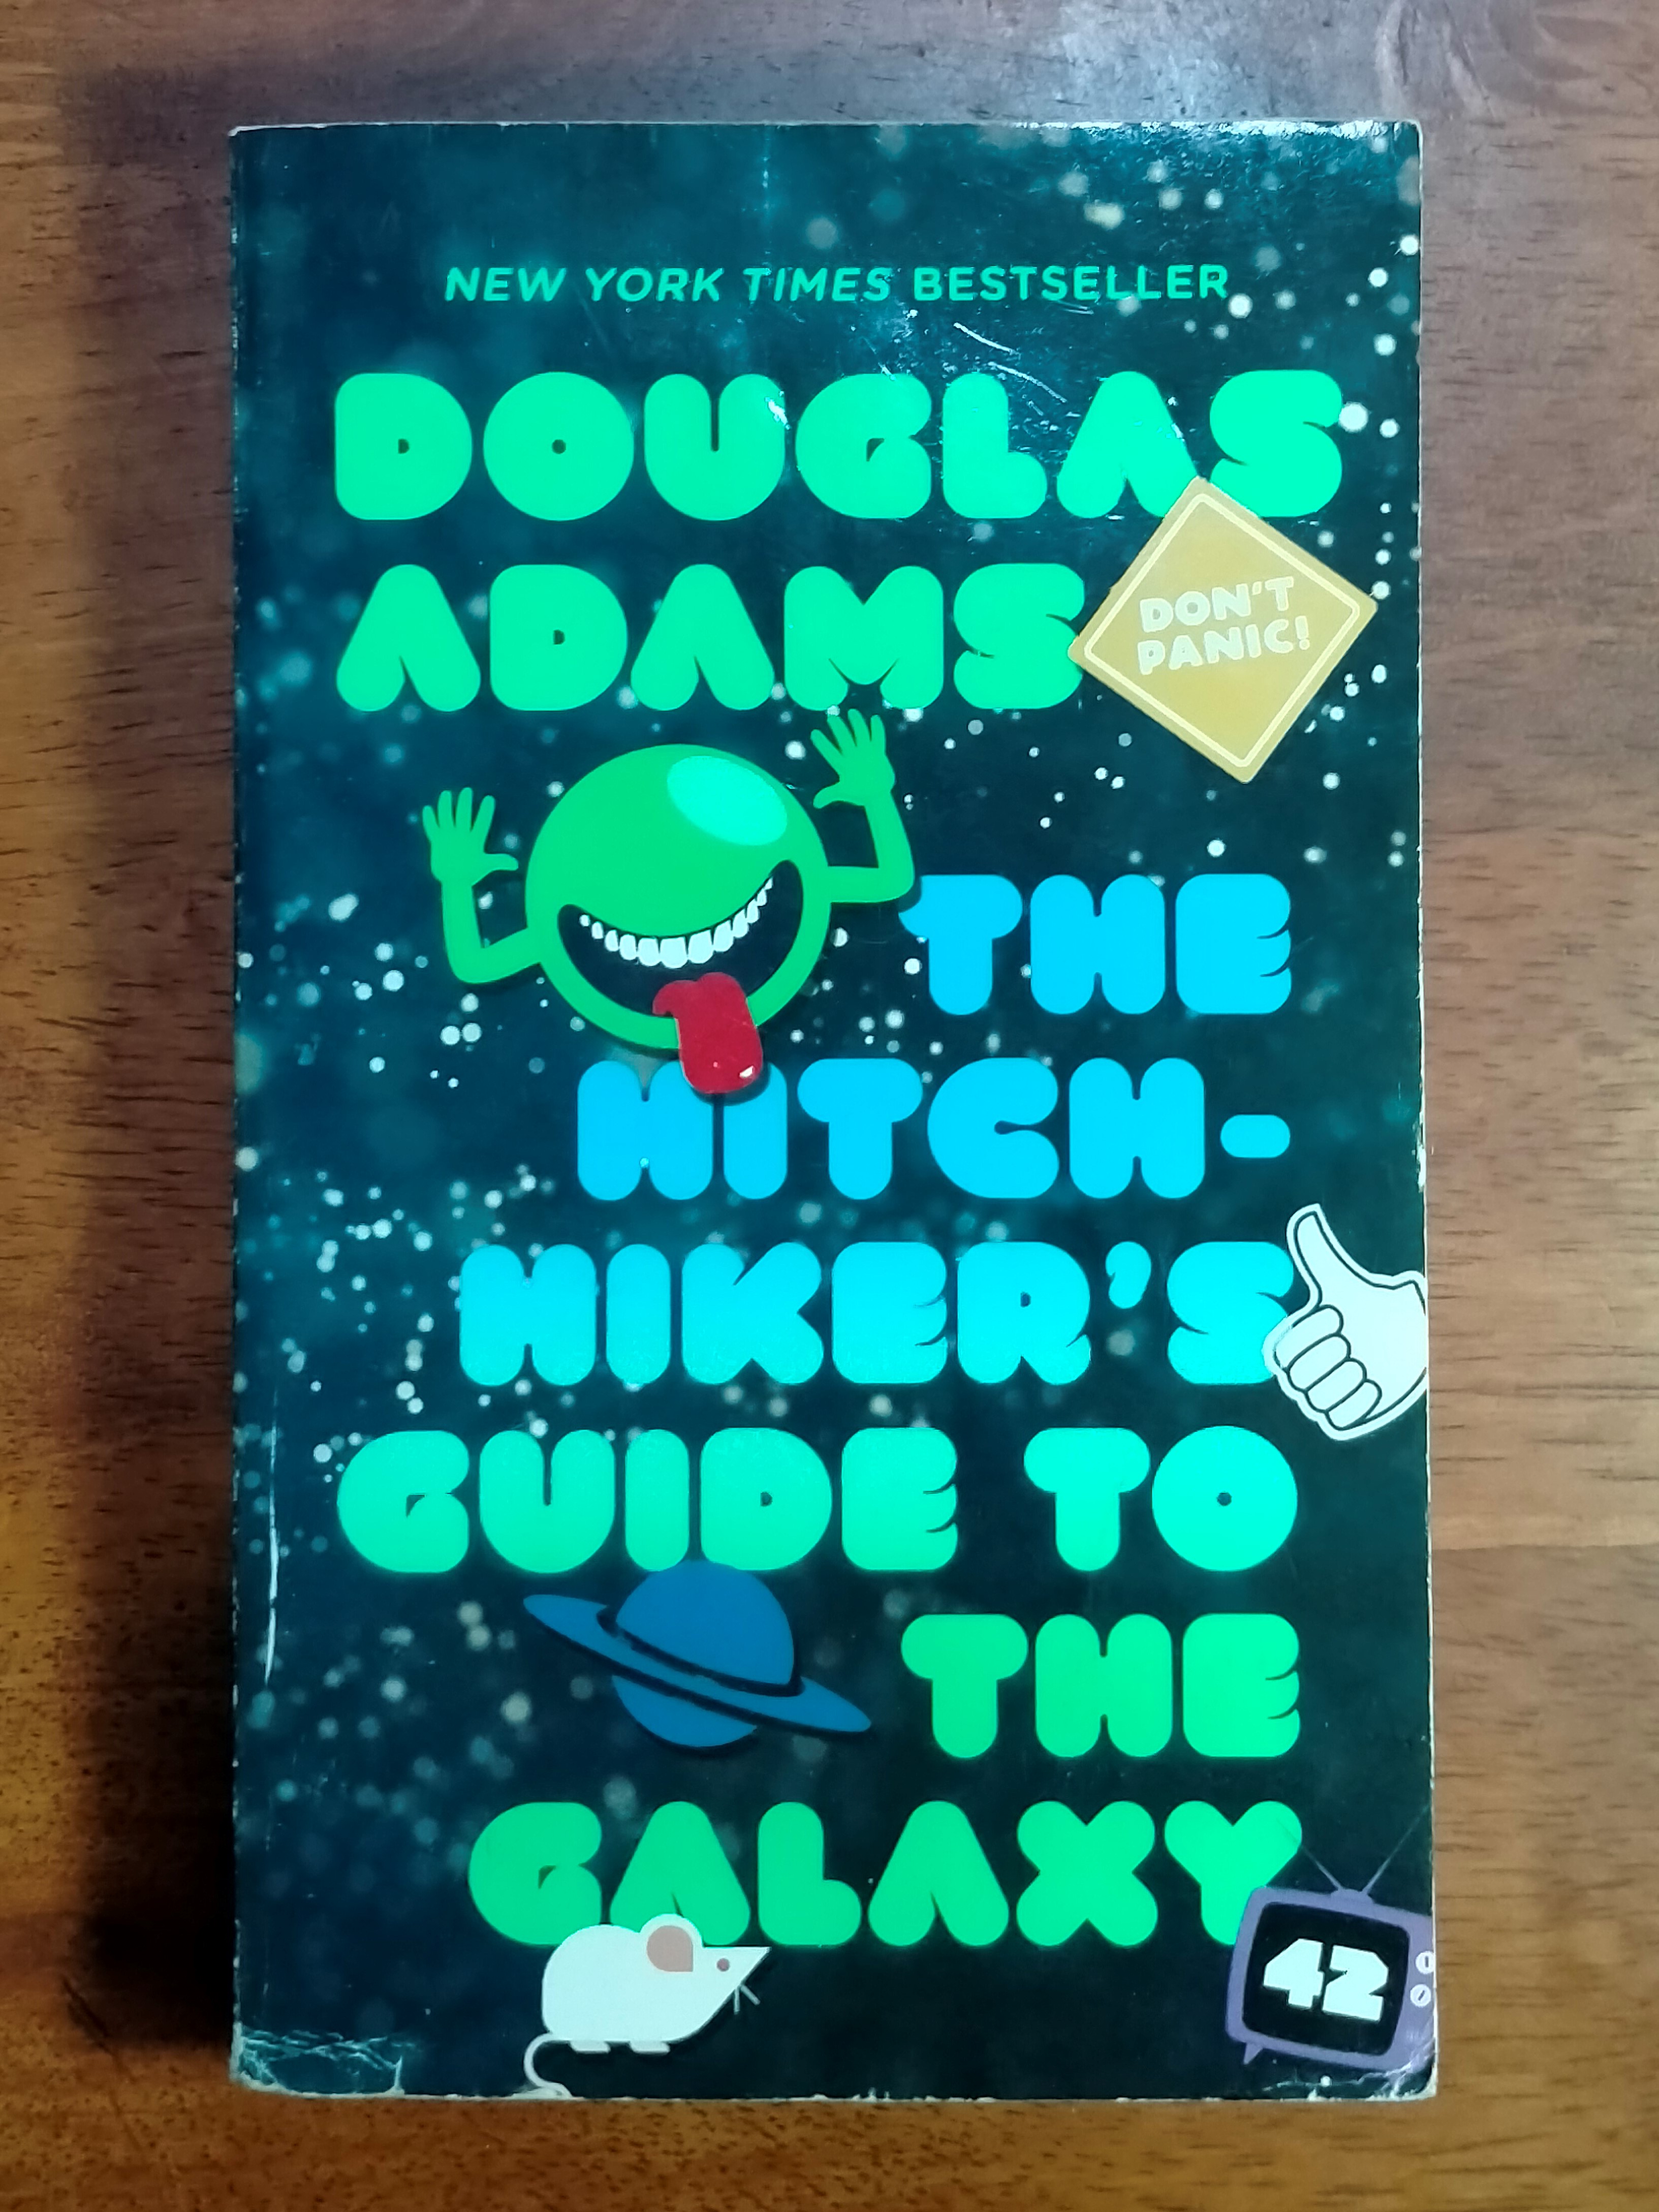 NEW YORK TIMES BESTSELLER
DOUGLAS
ADAMS
DON'T
PANIC!
THE
HITCH-
HIKER'S
GUIDE TO
THE
GALAXY
42